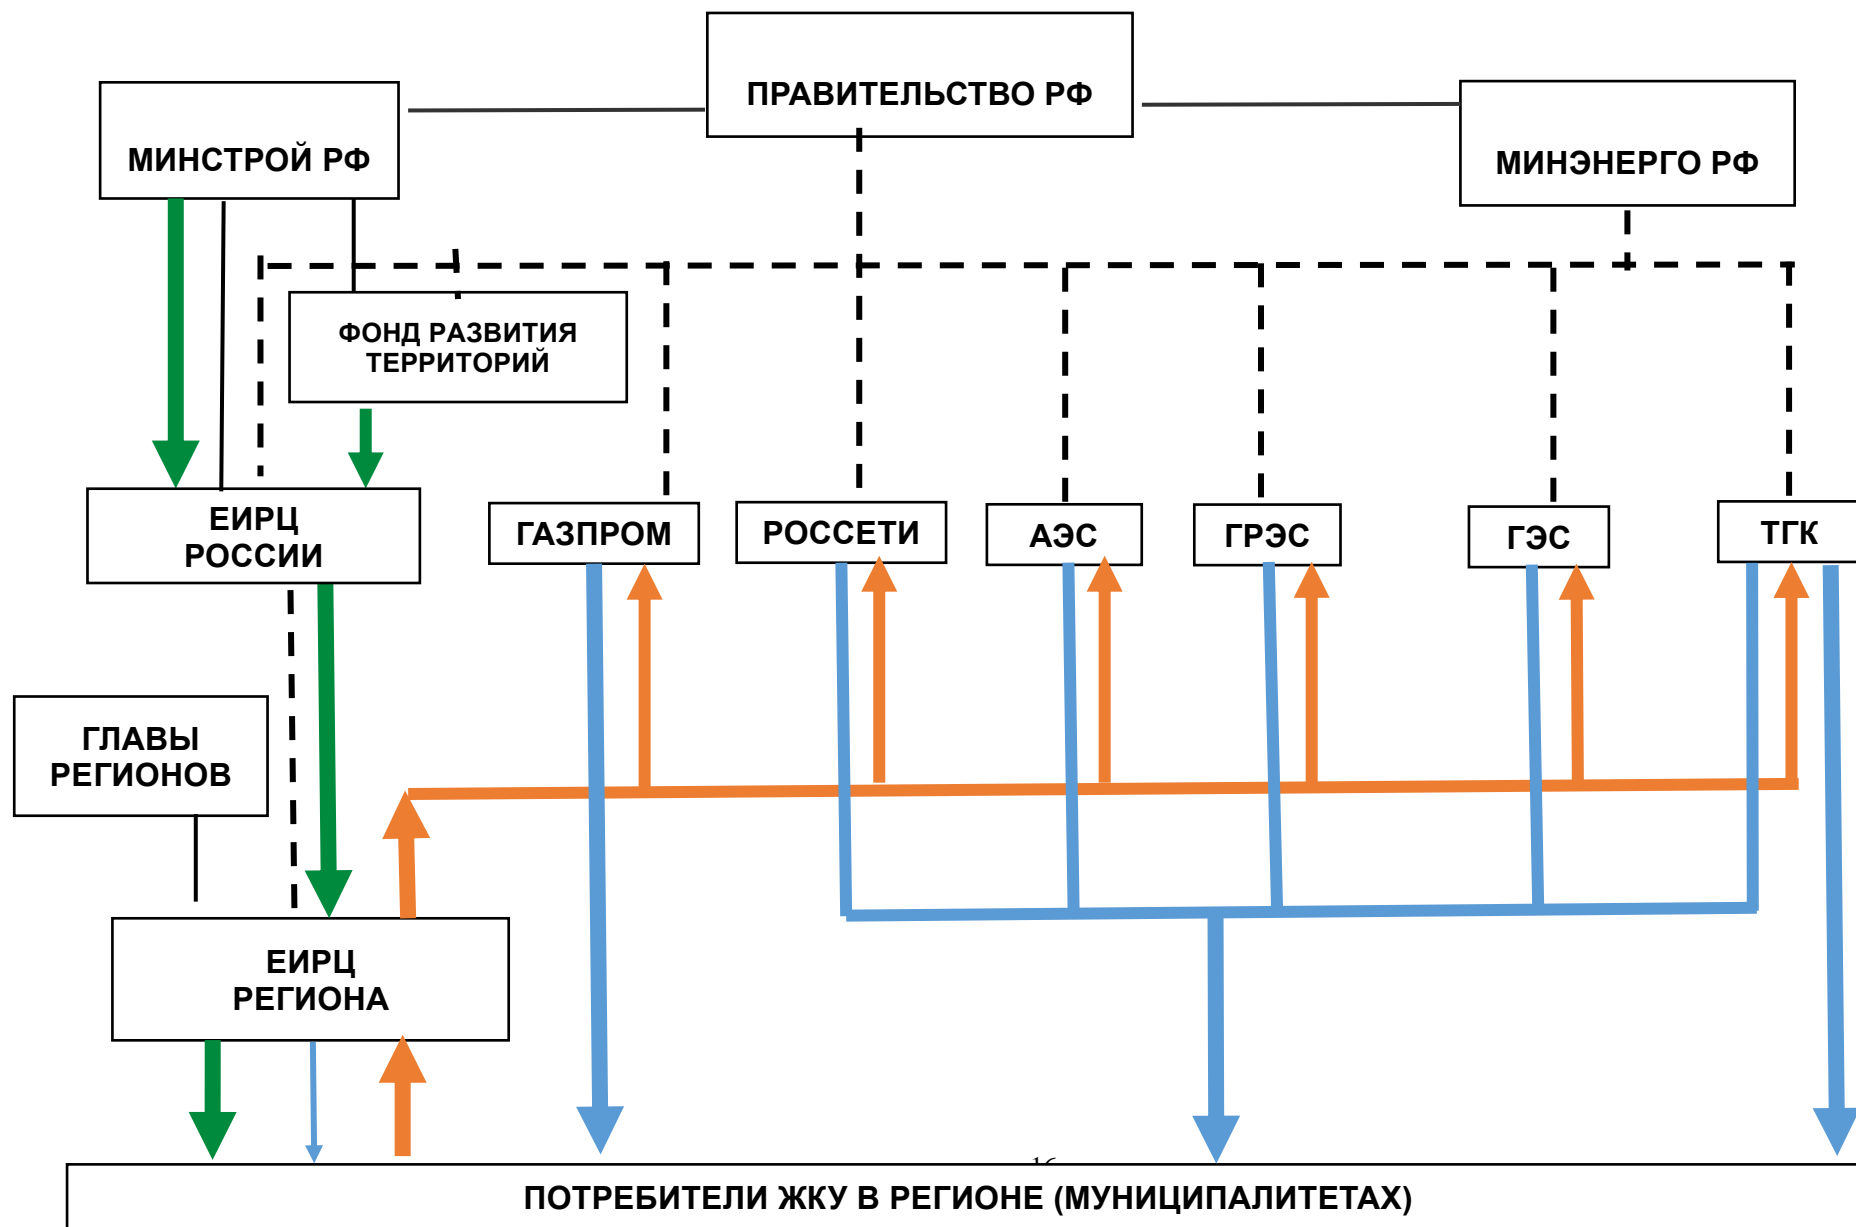 ПРАВИТЕЛЬСТВО РФ
МИНСТРОЙ РФ
МИНЭНЕРГО РФ
ФОНД РАЗВИТИЯ
ТЕРРИТОРИЙ
ЕИРЦ
РОССИИ
ГАЗПРОМ
РОССЕТИ
АЭС
ГРЭС
ГЭС
ТГК
ГЛАВЫ
РЕГИОНОВ
ЕИРЦ
РЕГИОНА
ПОТРЕБИТЕЛИ ЖКУ В РЕГИОНЕ (МУНИЦИПАЛИТЕТАХ)